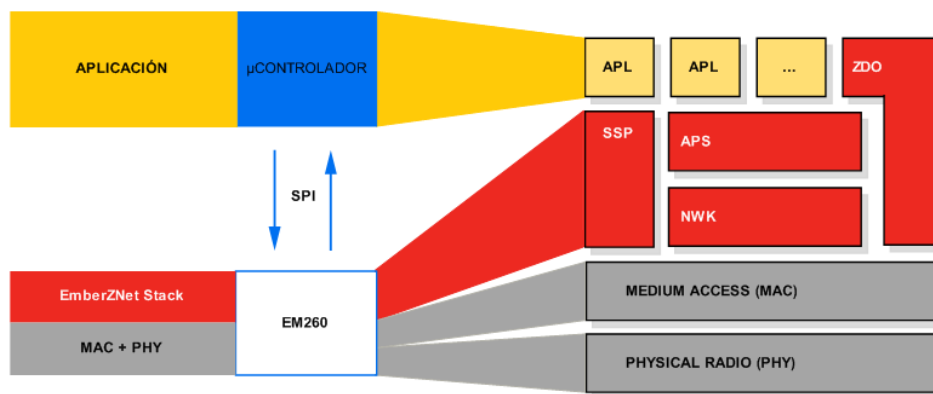 APLICACIÓN
µCONTROLADOR
APL
APL
...
ZDO
SSP
APS
SPI
NWK
EmberZNet Stack
EM260
MEDIUM ACCESS (MAC)
MAC + PHY
PHYSICAL RADIO (PHY)